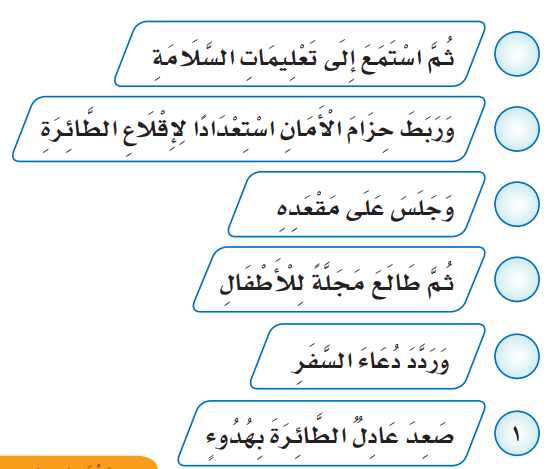 ثُمَّ اسْتَمَعَ إِلَى تَعْلِيمَاتِ السَّلَامَةِ
وَرَبَطَ حِزَامَ الْأَمَانِ اسْتِعْدَادًا لِإِقْلَاعِ الطَّائِرَةِ
وَجَلَسَ عَلَى مَقْعَدِهِ
ثُمَّ طَالَعَ مَجَلَّةً لِلْأَطْفَالِ
وَرَدَّدَ دُعَاءَ السَّفَرِ
١ صَعِدَ عَادِلٌ الطَّائِرَةَ بِهُدُوءٍ